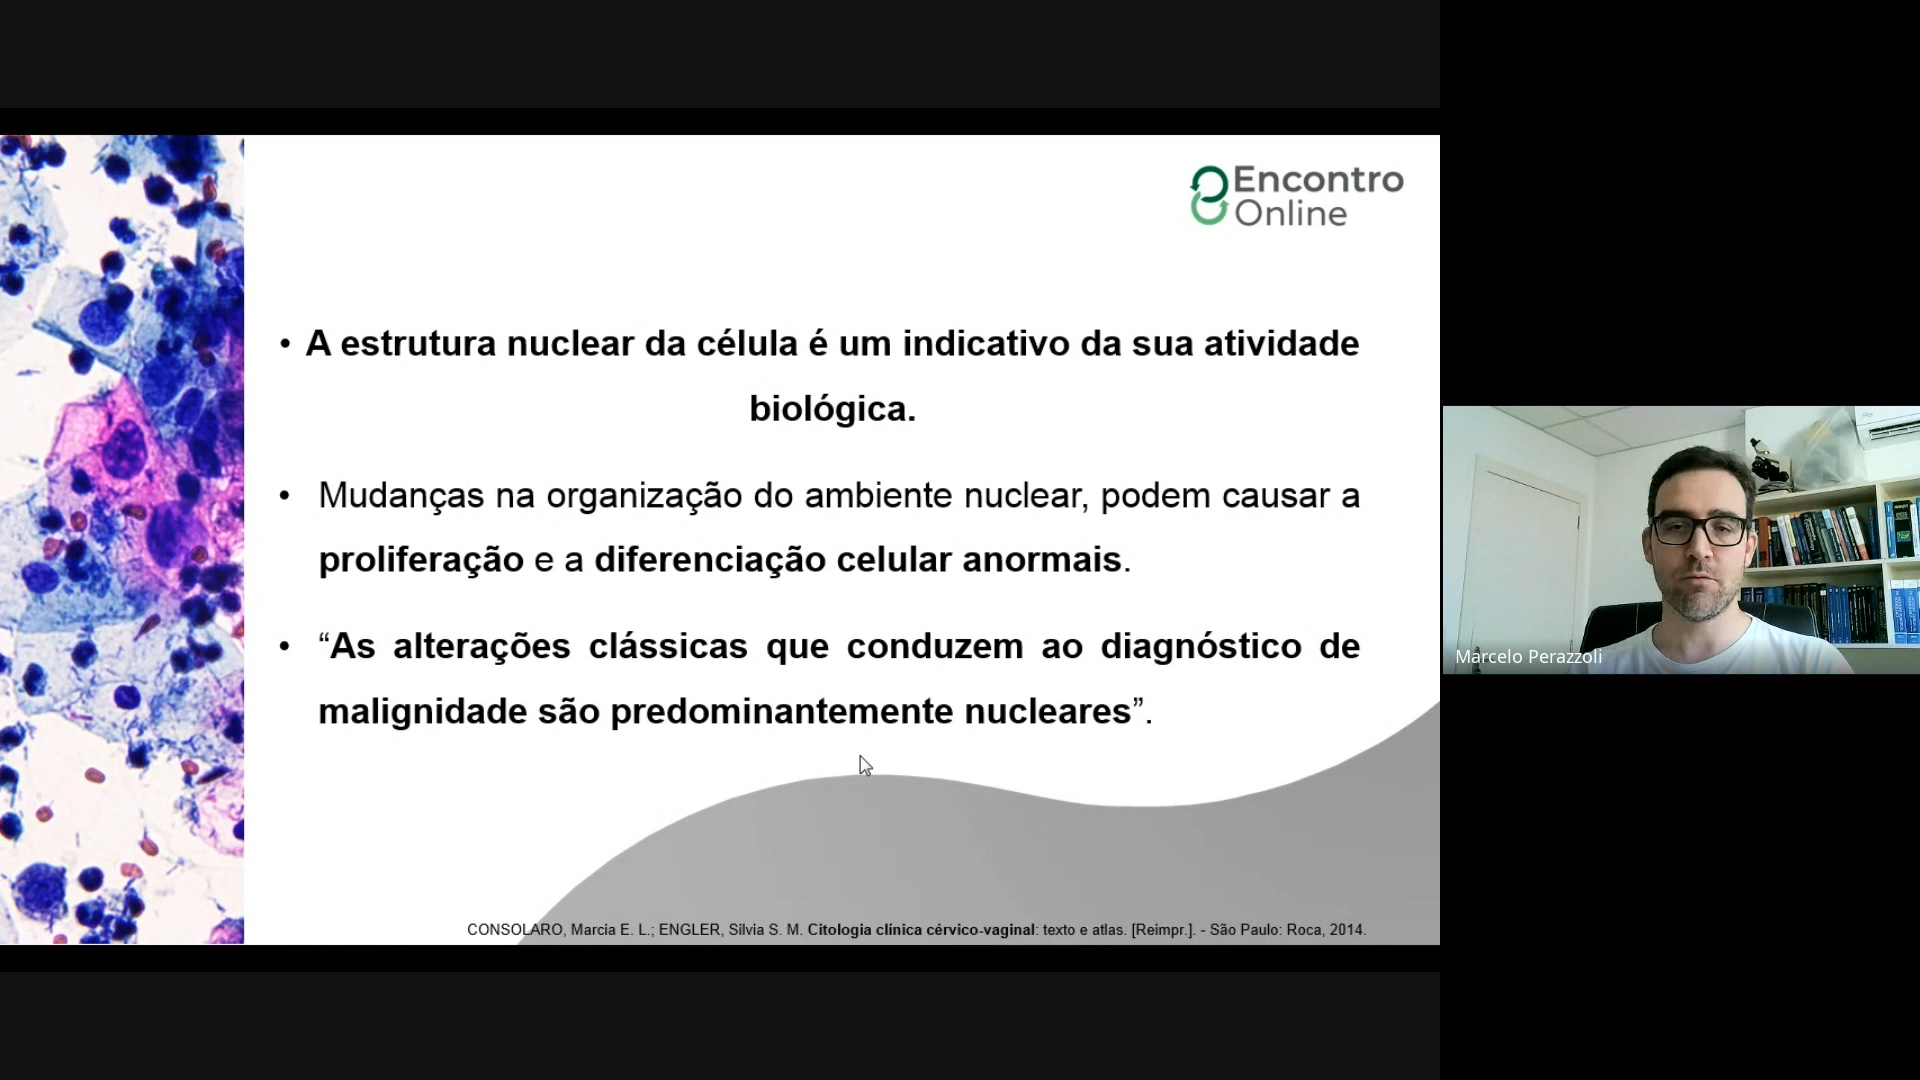 Encontro
Online
• A estrutura nuclear da célula é um indicativo da sua atividade
biológica.
• Mudanças na organização do ambiente nuclear, podem causar a
proliferação e a diferenciação celular anormais.
• “As alterações clássicas que conduzem ao diagnóstico de
malignidade são predominantemente nucleares”.
CONSOLARO, Marcia E. L.; ENGLER, Silvia S. M. Citologia clínica cérvico-vaginal: texto e atlas. [Reimpr.]. - São Paulo: Roca, 2014.
Marcelo Perazzoli